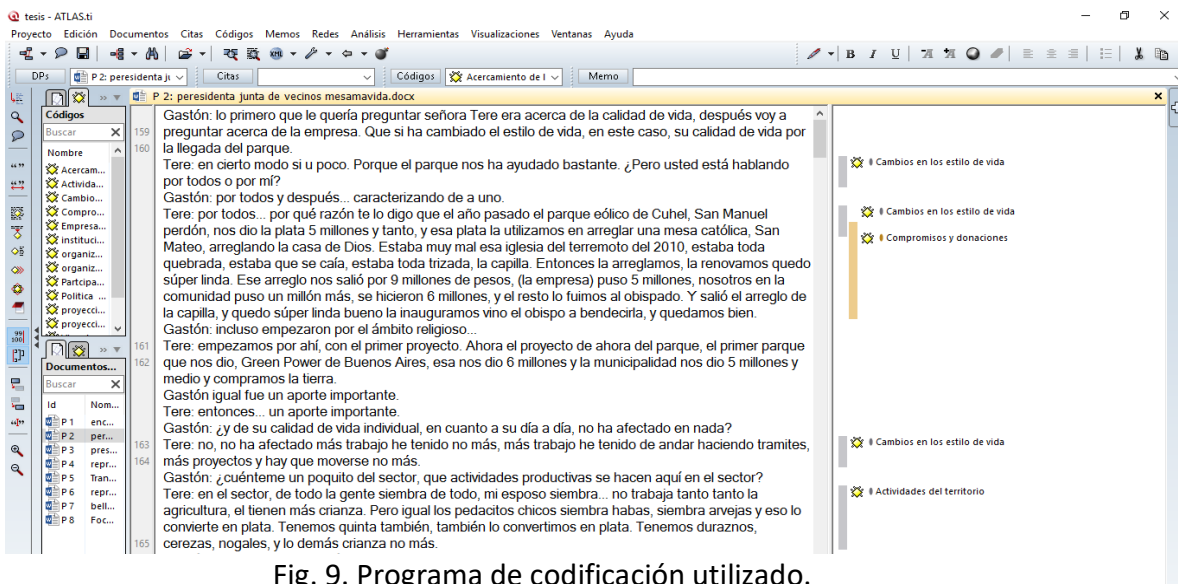 tesis - ATLAS.ti
Proyecto Edición Documentos Citas Códigos Memos Redes Análisis Herramientas Visualizaciones Ventanas Ayuda
B I U
DPs P 2: peresidenta ju Citas Códigos Acercamiento de l Memo
P 2: peresidenta junta de vecinos mesamavida.docx
Códigos
Buscar
Nombre
Acercam...
Activida...
Cambio...
Compro...
Empresa...
instituci...
organiz...
organiz...
Partcipa...
Politica ...
proyecci...
proyecci...
Documentos...
Buscar
Id Nom...
P 1 enc...
P 2 per...
P 3 pres...
P 4 repr...
P 5 Tran...
P 6 repr...
P 7 bell...
P 8 Foc...
Gastón: lo primero que le quería preguntar señora Tere era acerca de la calidad de vida, después voy a
159 preguntar acerca de la empresa. Que si ha cambiado el estilo de vida, en este caso, su calidad de vida por
160 la llegada del parque.
Tere: en cierto modo si u poco. Porque el parque nos ha ayudado bastante. ¿Pero usted está hablando
por todos o por mí?
Gastón: por todos y después... caracterizando de a uno.
Tere: por todos... por qué razón te lo digo que el año pasado el parque eólico de Cuhel, San Manuel
perdón, nos dio la plata 5 millones y tanto, y esa plata la utilizamos en arreglar una mesa católica, San
Mateo, arreglando la casa de Dios. Estaba muy mal esa iglesia del terremoto del 2010, estaba toda
quebrada, estaba que se caía, estaba toda trizada, la capilla. Entonces la arreglamos, la renovamos quedo
súper linda. Ese arreglo nos salió por 9 millones de pesos, (la empresa) puso 5 millones, nosotros en la
comunidad puso un millón más, se hicieron 6 millones, y el resto lo fuimos al obispado. Y salió el arreglo de
la capilla, y quedo súper linda bueno la inauguramos vino el obispo a bendecirla, y quedamos bien.
Gastón: incluso empezaron por el ámbito religioso...
161 Tere: empezamos por ahí, con el primer proyecto. Ahora el proyecto de ahora del parque, el primer parque
162 que nos dio, Green Power de Buenos Aires, esa nos dio 6 millones y la municipalidad nos dio 5 millones y
medio y compramos la tierra.
Gastón igual fue un aporte importante.
Tere: entonces... un aporte importante.
Gastón: ¿y de su calidad de vida individual, en cuanto a su día a día, no ha afectado en nada?
163 Tere: no, no ha afectado más trabajo he tenido no más, más trabajo he tenido de andar haciendo tramites,
164 más proyectos y hay que moverse no más.
Gastón: ¿cuénteme un poquito del sector, que actividades productivas se hacen aquí en el sector?
Tere: en el sector, de todo la gente siembra de todo, mi esposo siembra... no trabaja tanto tanto la
agricultura, el tienen más crianza. Pero igual los pedacitos chicos siembra habas, siembra arvejas y eso lo
convierte en plata. Tenemos quinta también, también lo convertimos en plata. Tenemos duraznos,
165 cerezas, nogales, y lo demás crianza no más.
Cambios en los estilo de vida
Cambios en los estilo de vida
Compromisos y donaciones
Cambios en los estilo de vida
Actividades del territorio
Fig. 9. Programa de codificación utilizado.